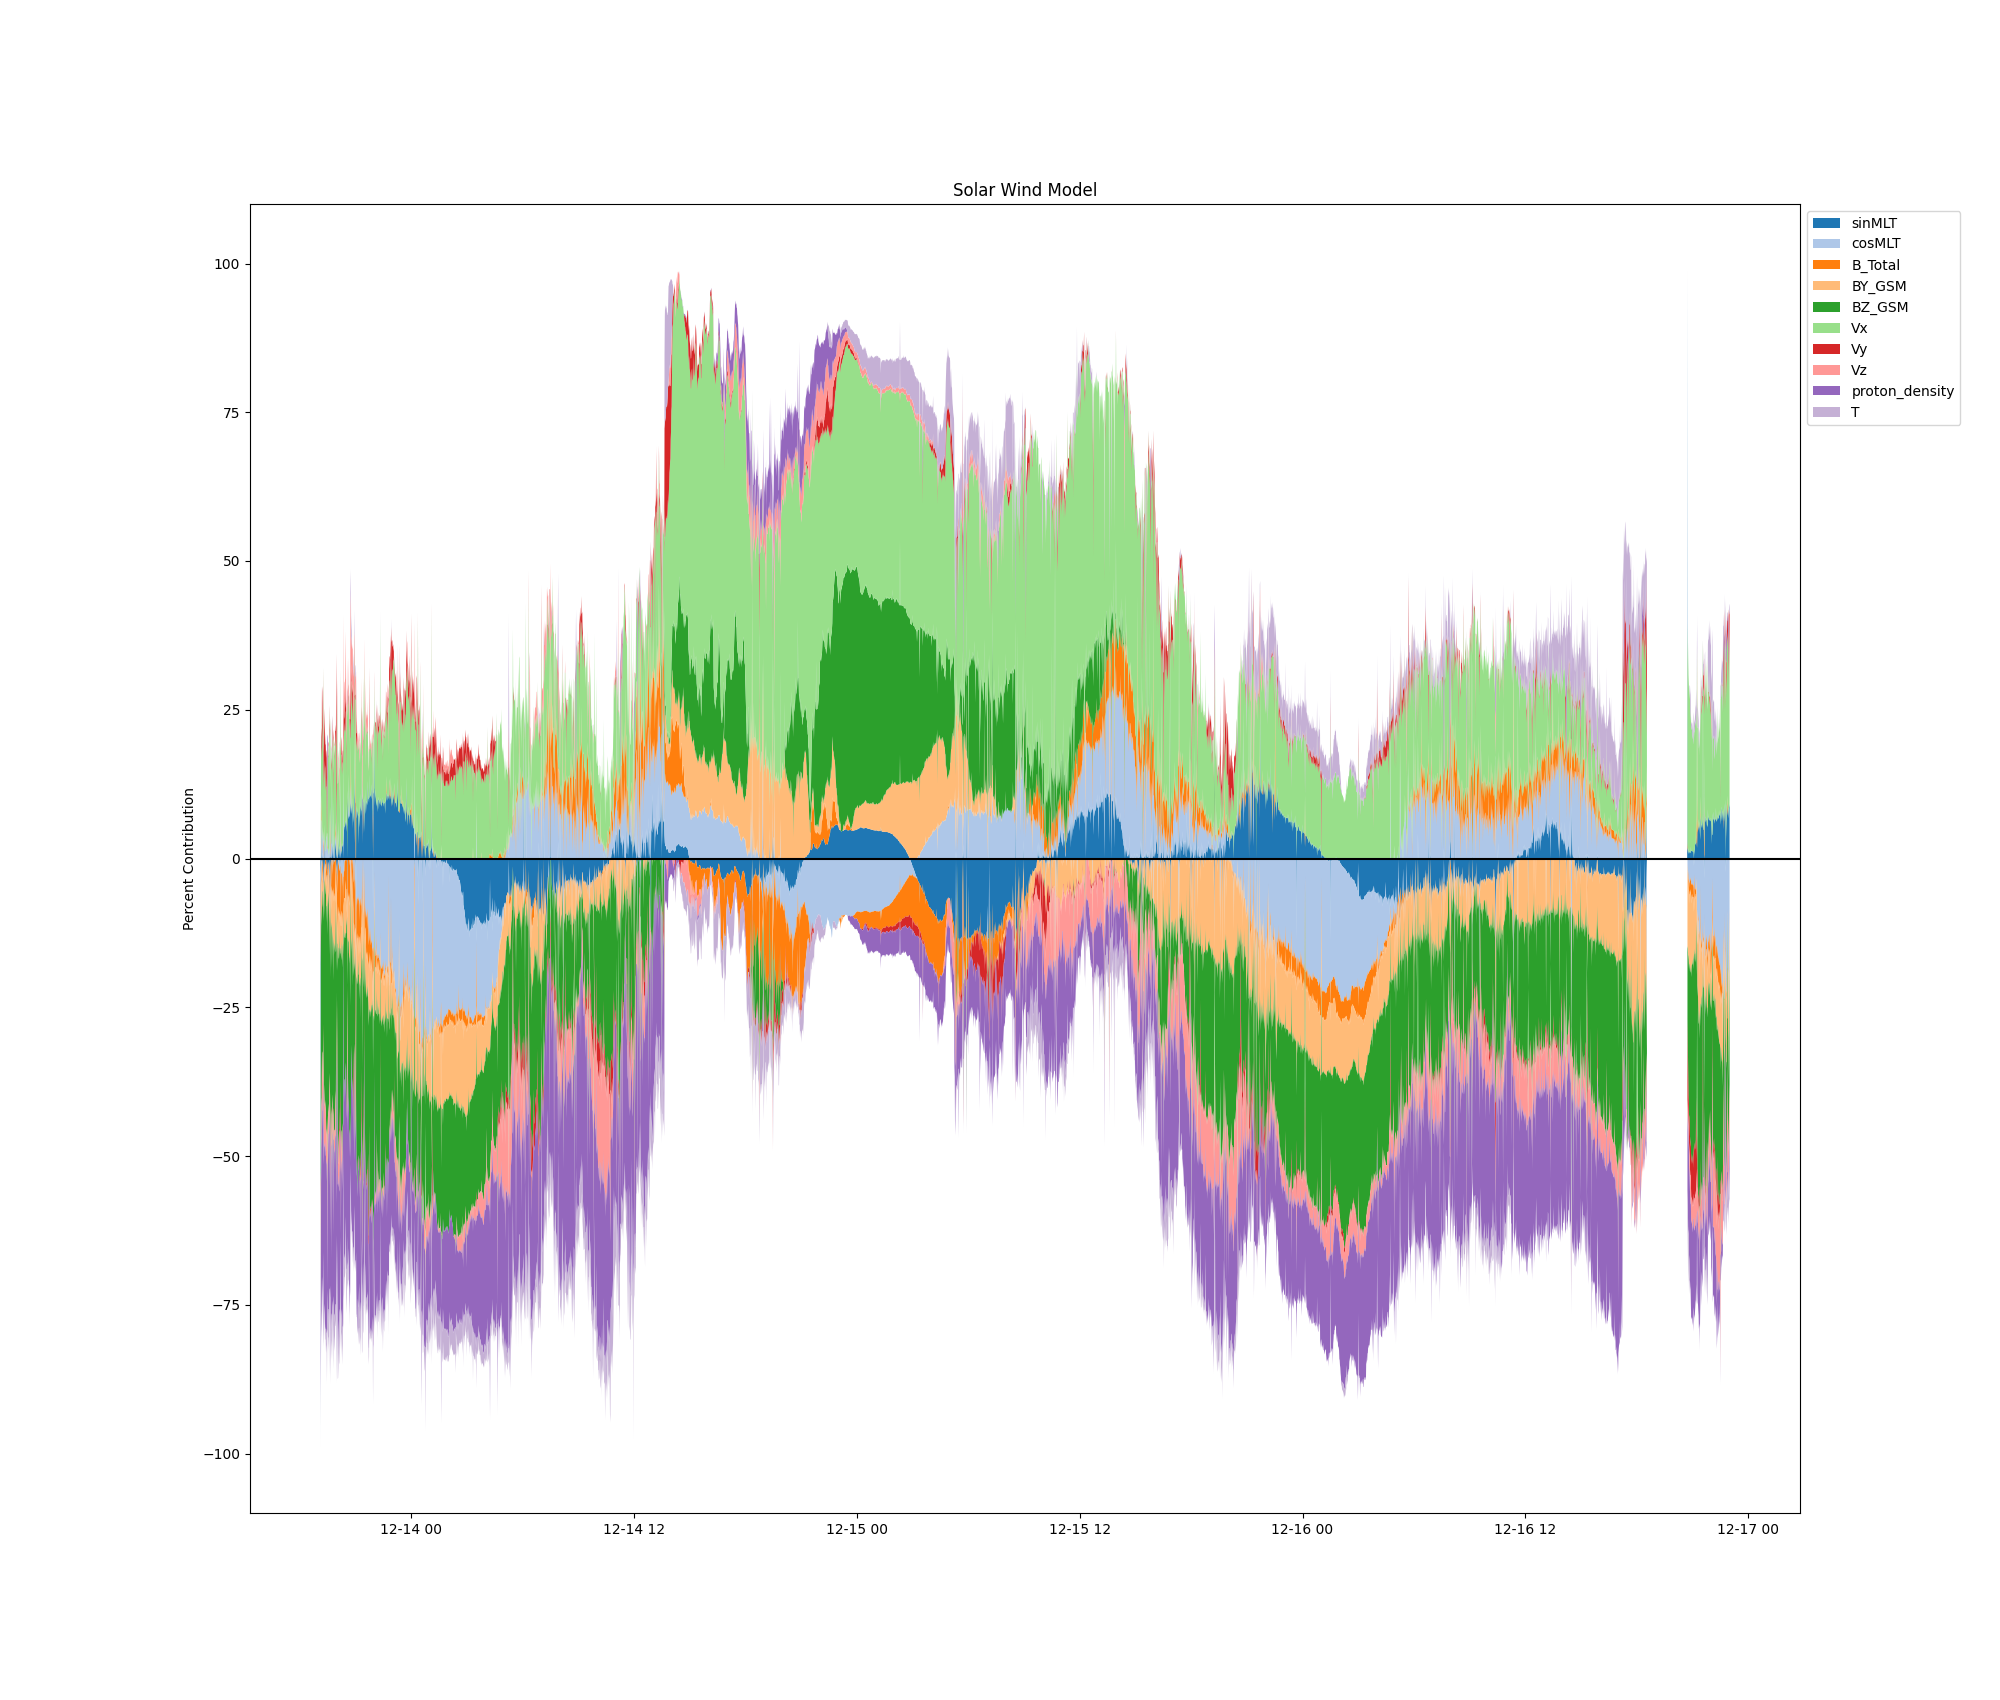 Solar Wind Model
Percent Contribution
100
75
50
25
0
−25
−50
−75
−100
12-14 00
12-14 12
12-15 00
12-15 12
12-16 00
12-16 12
12-17 00
sinMLT
cosMLT
B_Total
BY_GSM
BZ_GSM
Vx
Vy
Vz
proton_density
T